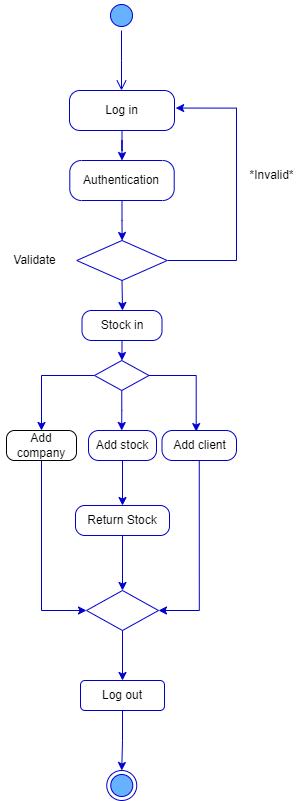 Log in
Authentication
*Invalid*
Validate
Stock in
Add
company
Add stock
Add client
Return Stock
Log out